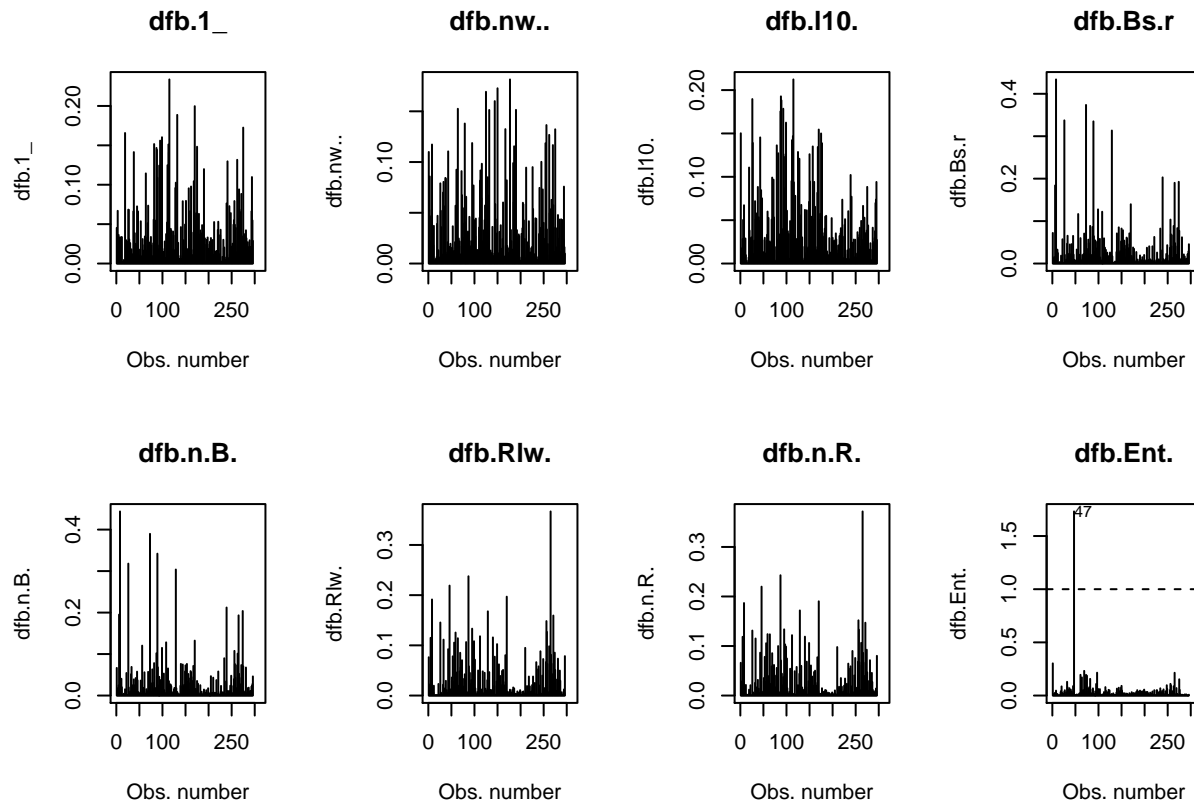 dfb.1_ dfb.nw.. dfb.l10. dfb.Bs.r
dfb.1_ 0.00 0.10 0.20
dfb.nw.. 0.00 0.10
dfb.l10. 0.00 0.05 0.10 0.15 0.20
dfb.Bs.r 0.0 0.2 0.4
0 100 250 0 100 250 0 100 250 0 100 250
Obs. number Obs. number Obs. number Obs. number
dfb.n.B. dfb.Rlw. dfb.n.R. dfb.Ent.
dfb.n.B. 0.0 0.2 0.4
dfb.Rlw. 0.0 0.1 0.2 0.3
dfb.n.R. 0.0 0.1 0.2 0.3
dfb.Ent. 0.0 0.5 1.0 1.5
47
0 100 250 0 100 250 0 100 250 0 100 250
Obs. number Obs. number Obs. number Obs. number